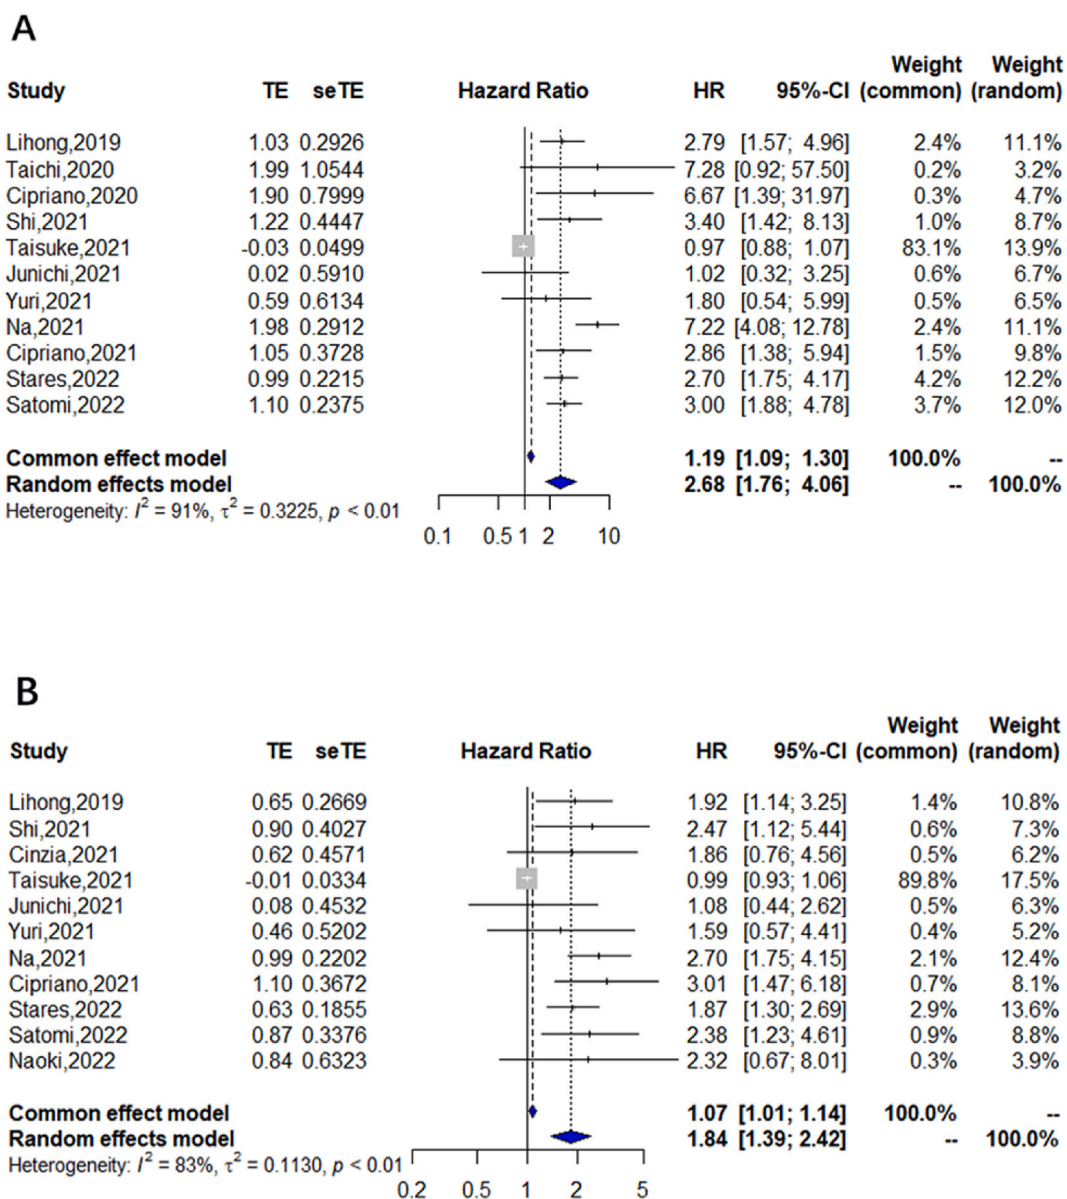 A
Weight Weight
Study TE seTE Hazard Ratio HR 95%-CI (common) (random)
Lihong,2019 1.03 0.2926 2.79 [1.57; 4.96] 2.4% 11.1%
Taichi,2020 1.99 1.0544 7.28 [0.92; 57.50] 0.2% 3.2%
Cipriano,2020 1.90 0.7999 6.67 [1.39; 31.97] 0.3% 4.7%
Shi,2021 1.22 0.4447 3.40 [1.42; 8.13] 1.0% 8.7%
Taisuke,2021 -0.03 0.0499 0.97 [0.88; 1.07] 83.1% 13.9%
Junichi,2021 0.02 0.5910 1.02 [0.32; 3.25] 0.6% 6.7%
Yuri,2021 0.59 0.6134 1.80 [0.54; 5.99] 0.5% 6.5%
Na,2021 1.98 0.2912 7.22 [4.08; 12.78] 2.4% 11.1%
Cipriano,2021 1.05 0.3728 2.86 [1.38; 5.94] 1.5% 9.8%
Stares,2022 0.99 0.2215 2.70 [1.75; 4.17] 4.2% 12.2%
Satomi,2022 1.10 0.2375 3.00 [1.88; 4.78] 3.7% 12.0%
Common effect model 1.19 [1.09; 1.30] 100.0% --
Random effects model 2.68 [1.76; 4.06] -- 100.0%
Heterogeneity: I² = 91%, τ² = 0.3225, p < 0.01
0.1 0.5 1 2 10
B
Weight Weight
Study TE seTE Hazard Ratio HR 95%-CI (common) (random)
Lihong,2019 0.65 0.2669 1.92 [1.14; 3.25] 1.4% 10.8%
Shi,2021 0.90 0.4027 2.47 [1.12; 5.44] 0.6% 7.3%
Cinzia,2021 0.62 0.4571 1.86 [0.76; 4.56] 0.5% 6.2%
Taisuke,2021 -0.01 0.0334 0.99 [0.93; 1.06] 89.8% 17.5%
Junichi,2021 0.08 0.4532 1.08 [0.44; 2.62] 0.5% 6.3%
Yuri,2021 0.46 0.5202 1.59 [0.57; 4.41] 0.4% 5.2%
Na,2021 0.99 0.2202 2.70 [1.75; 4.15] 2.1% 12.4%
Cipriano,2021 1.10 0.3672 3.01 [1.47; 6.18] 0.7% 8.1%
Stares,2022 0.63 0.1855 1.87 [1.30; 2.69] 2.9% 13.6%
Satomi,2022 0.87 0.3376 2.38 [1.23; 4.61] 0.9% 8.8%
Naoki,2022 0.84 0.6323 2.32 [0.67; 8.01] 0.3% 3.9%
Common effect model 1.07 [1.01; 1.14] 100.0% --
Random effects model 1.84 [1.39; 2.42] -- 100.0%
Heterogeneity: I² = 83%, τ² = 0.1130, p < 0.01
0.2 0.5 1 2 5